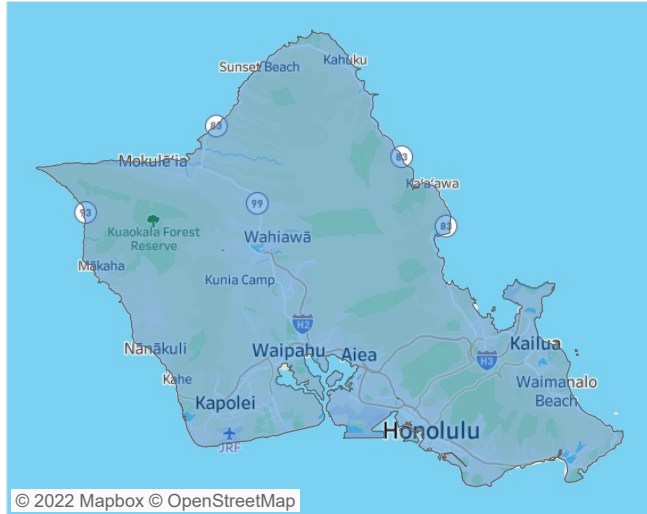 Kahuku
Sunset Beach
83
Mokulē‘ia
83
Ka‘a‘awa
93
99
83
Kuaokala Forest
Reserve
Wahiawā
Mākaha
Kunia Camp
H2
Nānākuli
Waipahu
Aiea
H3
Kailua
Kahe
Waimanalo
Beach
Kapolei
Honolulu
JRF
© 2022 Mapbox © OpenStreetMap